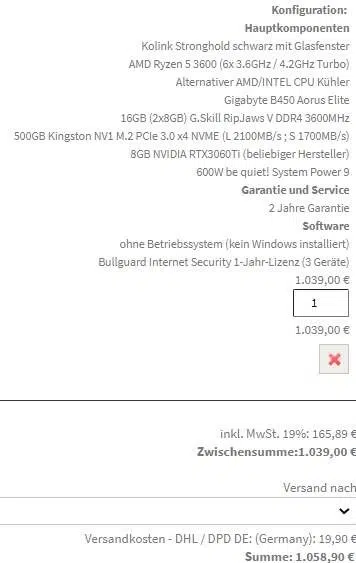 Konfiguration:
Hauptkomponenten
Kolink Stronghold schwarz mit Glasfenster
AMD Ryzen 5 3600 (6x 3.6GHz / 4.2GHz Turbo)
Alternativer AMD/INTEL CPU Kühler
Gigabyte B450 Aorus Elite
16GB (2x8GB) G.Skill RipJaws V DDR4 3600MHz
500GB Kingston NV1 M.2 PCIe 3.0 x4 NVME (L 2100MB/s ; S 1700MB/s)
8GB NVIDIA RTX3060Ti (beliebiger Hersteller)
600W be quiet! System Power 9
Garantie und Service
2 Jahre Garantie
Software
ohne Betriebssystem (kein Windows installiert)
Bullguard Internet Security 1-Jahr-Lizenz (3 Geräte)
1.039,00 €
1
1.039,00 €
inkl. MwSt. 19%: 165,89 €
Zwischensumme:1.039,00 €
Versand nach
Versandkosten - DHL / DPD DE: (Germany): 19,90 €
Summe: 1.058,90 €